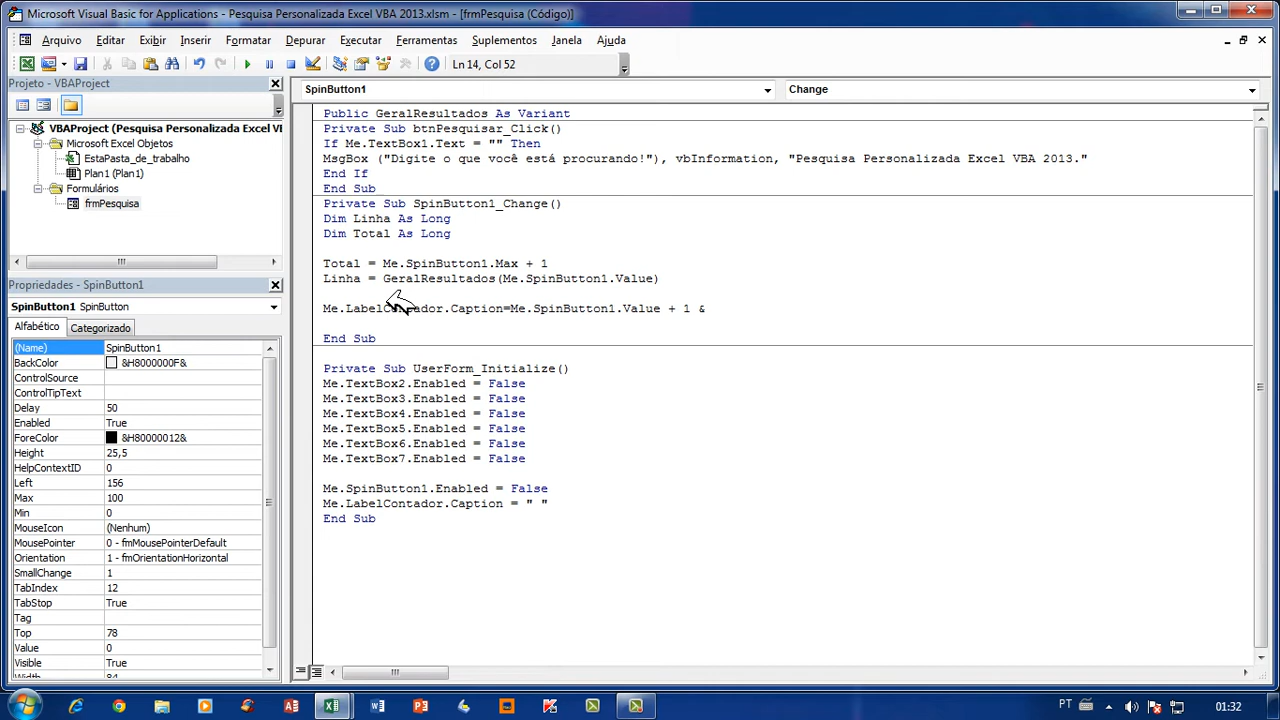 Microsoft Visual Basic for Applications - Pesquisa Personalizada Excel VBA 2013.xlsm - [frmPesquisa (Código)]
Arquivo Editar Exibir Inserir Formatar Depurar Executar Ferramentas Suplementos Janela Ajuda
Ln 14, Col 52
Projeto - VBAProject
VBAProject (Pesquisa Personalizada Excel VI
Microsoft Excel Objetos
EstaPasta_de_trabalho
Plan1 (Plan1)
Formulários
frmPesquisa
Propriedades - SpinButton1
SpinButton1 SpinButton
Alfabético Categorizado
(Name) SpinButton1
BackColor &H8000000F&
ControlSource
ControlTipText
Delay 50
Enabled True
ForeColor &H80000012&
Height 25,5
HelpContextID 0
Left 156
Max 100
Min 0
MouseIcon (Nenhum)
MousePointer 0 - fmMousePointerDefault
Orientation 1 - fmOrientationHorizontal
SmallChange 1
TabIndex 12
TabStop True
Tag
Top 78
Value 0
Visible True
Width 84
SpinButton1 Change
Public GeralResultados As Variant
Private Sub btnPesquisar_Click()
If Me.TextBox1.Text = "" Then
MsgBox ("Digite o que você está procurando!"), vbInformation, "Pesquisa Personalizada Excel VBA 2013."
End If
End Sub
Private Sub SpinButton1_Change()
Dim Linha As Long
Dim Total As Long
Total = Me.SpinButton1.Max + 1
Linha = GeralResultados(Me.SpinButton1.Value)
Me.LabelContador.Caption=Me.SpinButton1.Value + 1 &
End Sub
Private Sub UserForm_Initialize()
Me.TextBox2.Enabled = False
Me.TextBox3.Enabled = False
Me.TextBox4.Enabled = False
Me.TextBox5.Enabled = False
Me.TextBox6.Enabled = False
Me.TextBox7.Enabled = False
Me.SpinButton1.Enabled = False
Me.LabelContador.Caption = " "
End Sub
PT 01:32